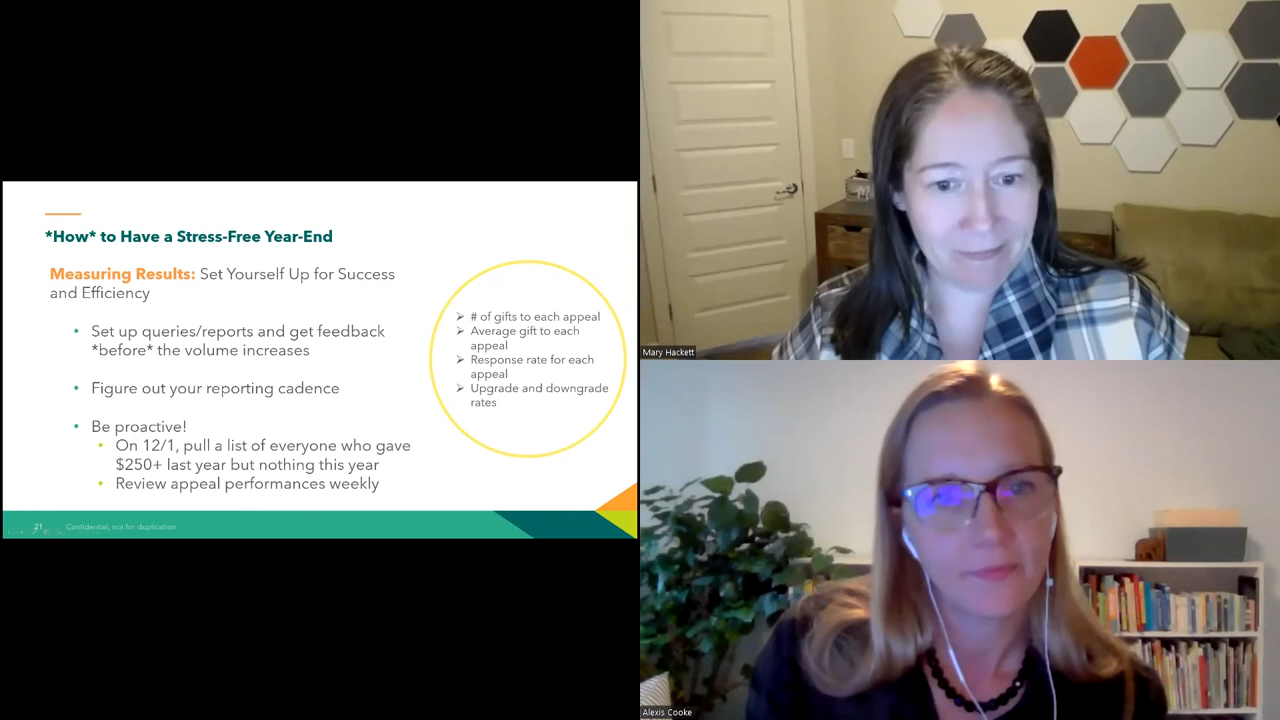 *How* to Have a Stress-Free Year-End
Measuring Results: Set Yourself Up for Success
and Efficiency
• Set up queries/reports and get feedback
*before* the volume increases
• Figure out your reporting cadence
• Be proactive!
• On 12/1, pull a list of everyone who gave
$250+ last year but nothing this year
• Review appeal performances weekly
➢ # of gifts to each appeal
➢ Average gift to each
appeal
➢ Response rate for each
appeal
➢ Upgrade and downgrade
rates
21
Confidential, not for duplication
Mary Hackett
Alexis Cooke